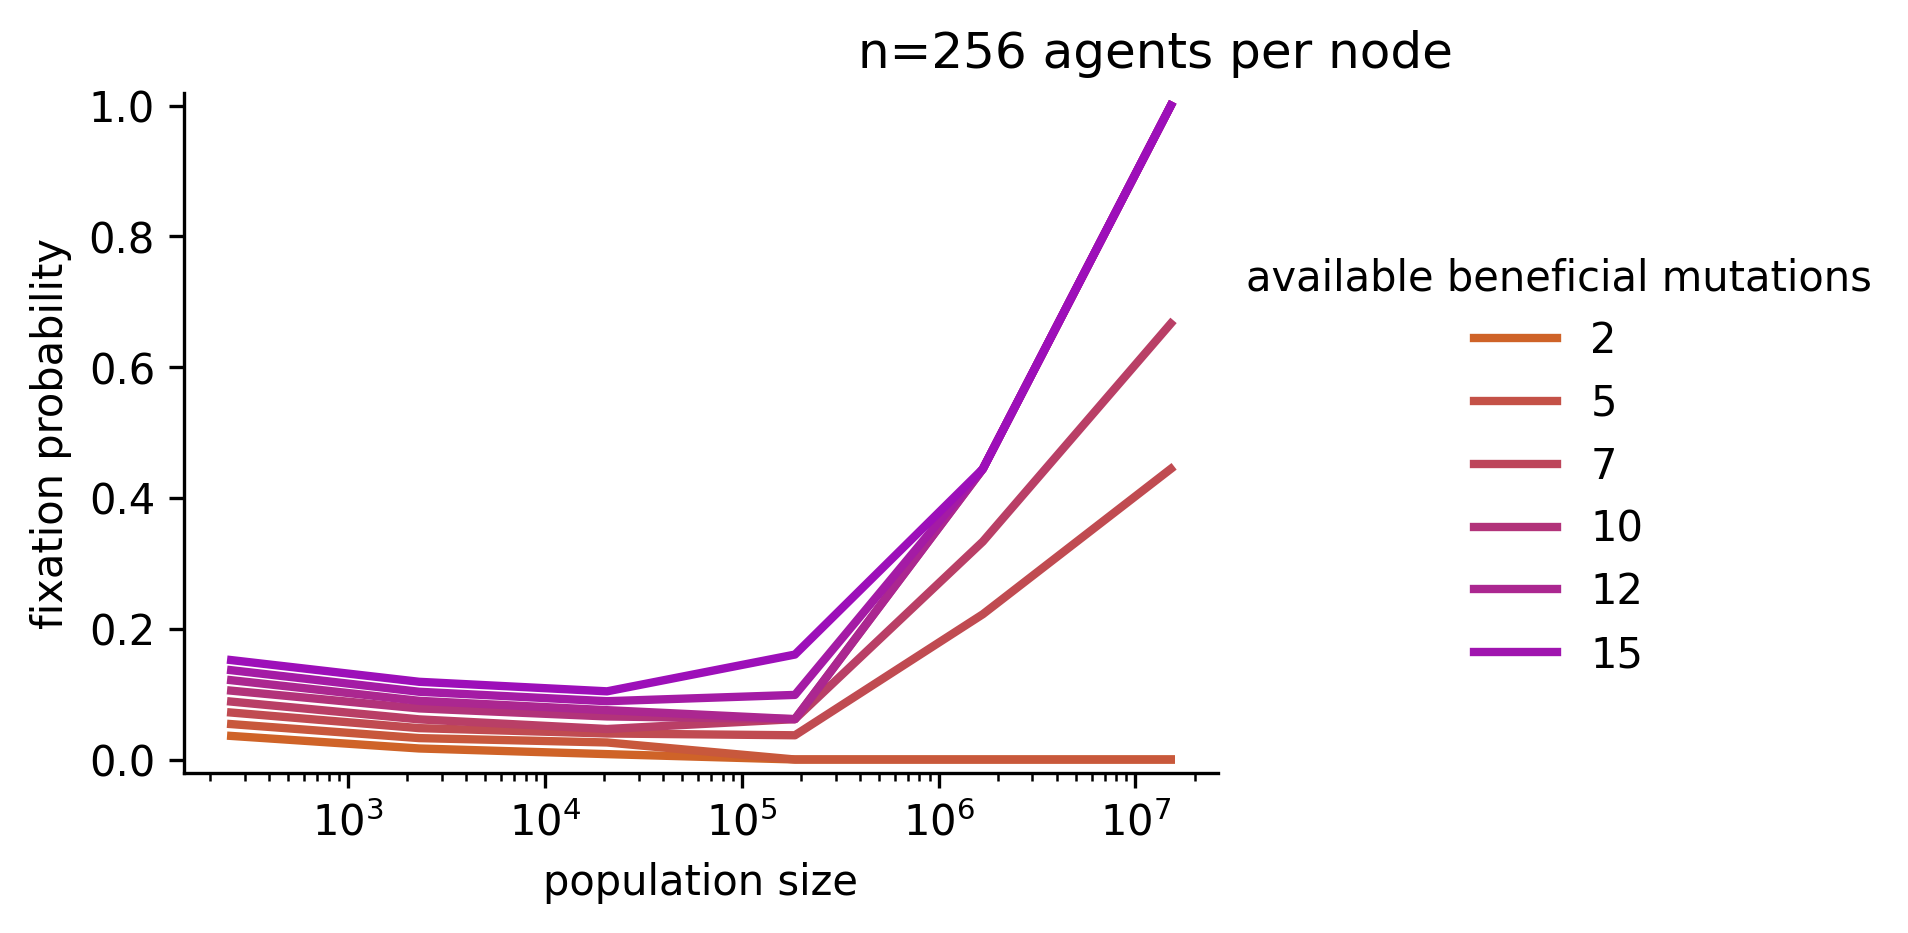 n=256 agents per node
1.0
0.8
0.6
0.4
0.2
0.0
fixation probability
10³ 10⁴ 10⁵ 10⁶ 10⁷
population size
available beneficial mutations
2
5
7
10
12
15